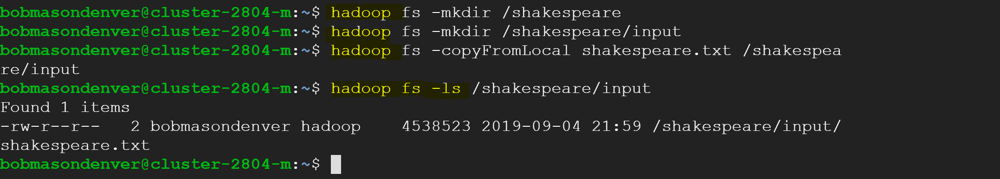 bobmasondenver@cluster-2804-m:~$ hadoop fs -mkdir /shakespeare
bobmasondenver@cluster-2804-m:~$ hadoop fs -mkdir /shakespeare/input
bobmasondenver@cluster-2804-m:~$ hadoop fs -copyFromLocal shakespeare.txt /shakespea
re/input
bobmasondenver@cluster-2804-m:~$ hadoop fs -ls /shakespeare/input
Found 1 items
-rw-r--r--   2 bobmasondenver hadoop    4538523 2019-09-04 21:59 /shakespeare/input/
shakespeare.txt
bobmasondenver@cluster-2804-m:~$